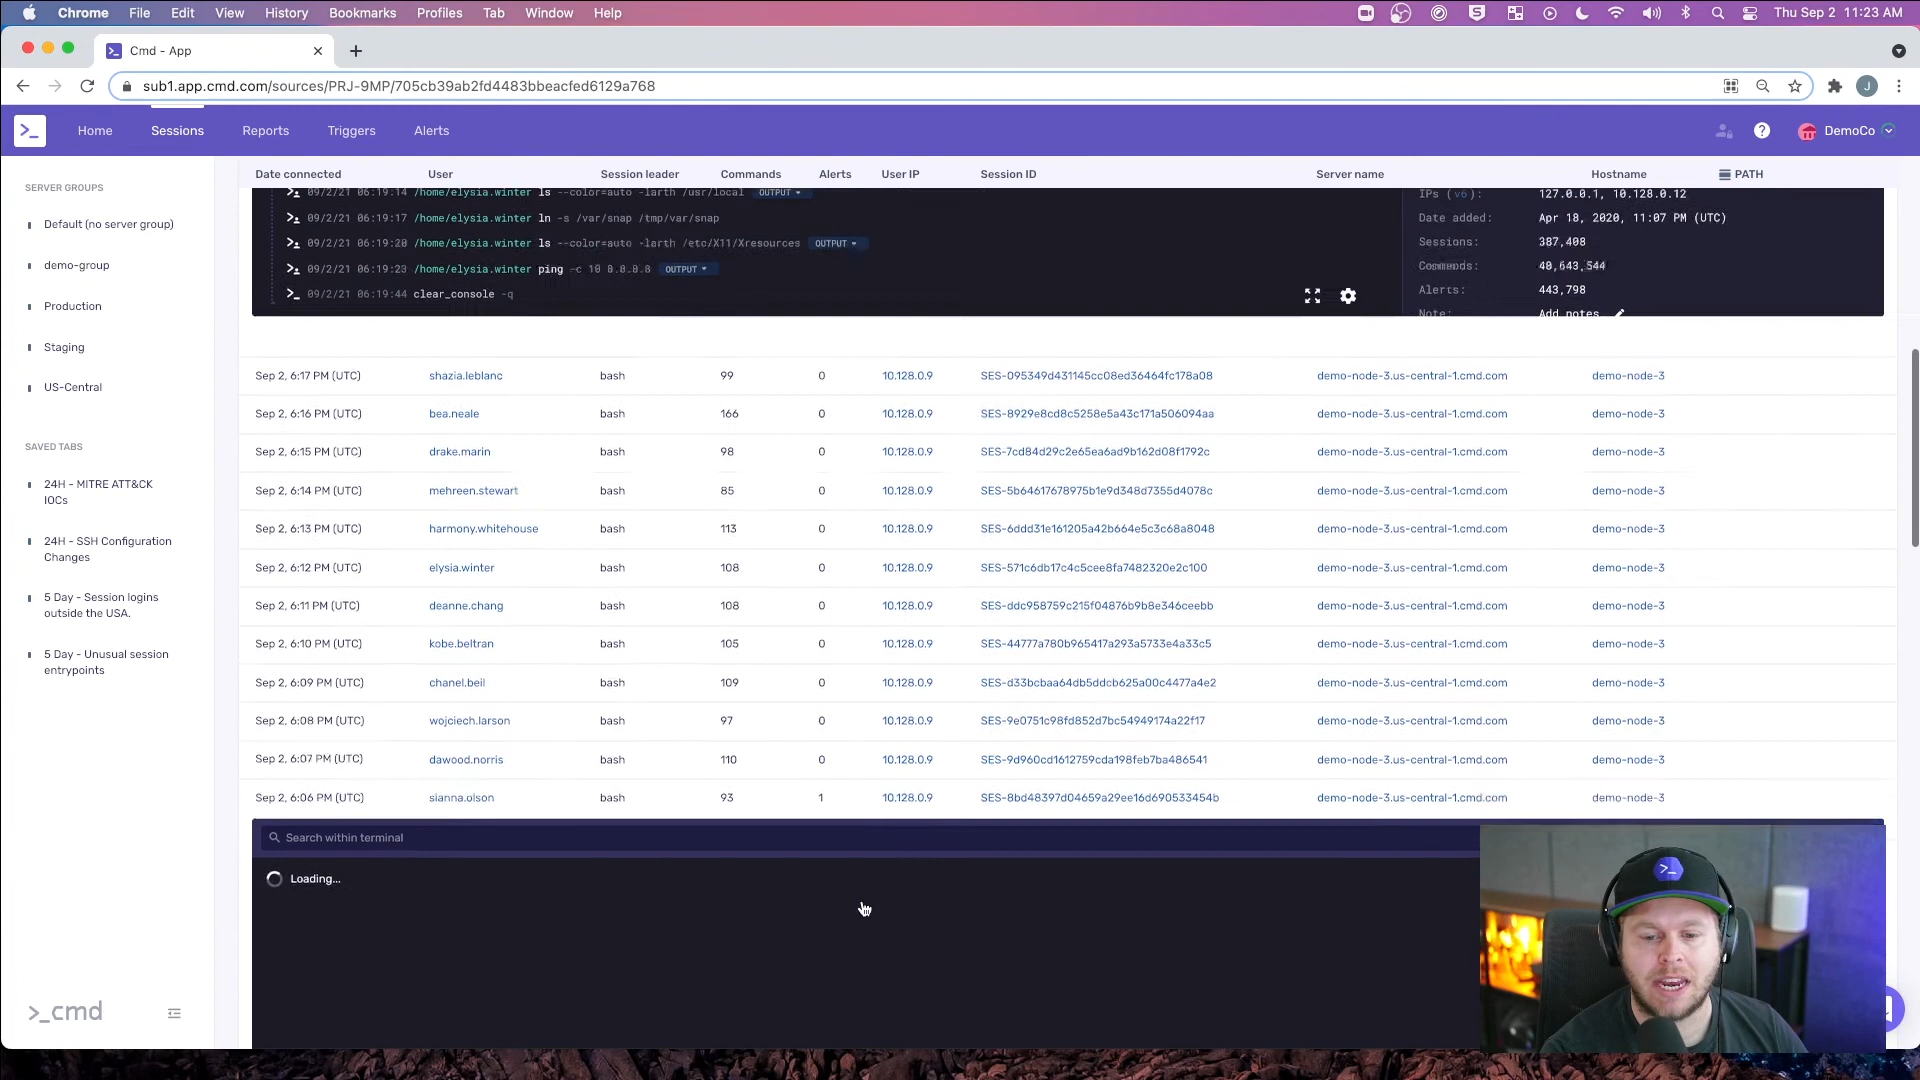 Chrome File Edit View History Bookmarks Profiles Tab Window Help Thu Sep 2 11:23 AM
Cmd - App
sub1.app.cmd.com/sources/PRJ-9MP/705cb39ab2fd4483bbeacfed6129a768 J
>_ Home Sessions Reports Triggers Alerts ? DemoCo
SERVER GROUPS
Default (no server group)
demo-group
Production
Staging
US-Central
SAVED TABS
24H - MITRE ATT&CK
IOCs
24H - SSH Configuration
Changes
5 Day - Session logins
outside the USA.
5 Day - Unusual session
entrypoints
>_cmd
Date connected User Session leader Commands Alerts User IP Session ID Server name Hostname PATH
09/2/21 06:19:14 /home/elysia.winter ls --color=auto -larth /usr/local OUTPUT
09/2/21 06:19:17 /home/elysia.winter ln -s /var/snap /tmp/var/snap
09/2/21 06:19:20 /home/elysia.winter ls --color=auto -larth /etc/X11/Xresources OUTPUT
09/2/21 06:19:23 /home/elysia.winter ping -c 10 8.8.8.8 OUTPUT
>_ 09/2/21 06:19:44 clear_console -q
IPs (v6): 127.0.0.1, 10.128.0.12
Date added: Apr 18, 2020, 11:07 PM (UTC)
Sessions: 387,408
Commands: 40,643,544
Alerts: 443,798
Note: Add notes
Sep 2, 6:17 PM (UTC) shazia.leblanc bash 99 0 10.128.0.9 SES-095349d431145cc08ed36464fc178a08 demo-node-3.us-central-1.cmd.com demo-node-3
Sep 2, 6:16 PM (UTC) bea.neale bash 166 0 10.128.0.9 SES-8929e8cd8c5258e5a43c171a506094aa demo-node-3.us-central-1.cmd.com demo-node-3
Sep 2, 6:15 PM (UTC) drake.marin bash 98 0 10.128.0.9 SES-7cd84d29c2e65ea6ad9b162d08f1792c demo-node-3.us-central-1.cmd.com demo-node-3
Sep 2, 6:14 PM (UTC) mehreen.stewart bash 85 0 10.128.0.9 SES-5b64617678975b1e9d348d7355d4078c demo-node-3.us-central-1.cmd.com demo-node-3
Sep 2, 6:13 PM (UTC) harmony.whitehouse bash 113 0 10.128.0.9 SES-6ddd31e161205a42b664e5c3c68a8048 demo-node-3.us-central-1.cmd.com demo-node-3
Sep 2, 6:12 PM (UTC) elysia.winter bash 108 0 10.128.0.9 SES-571c6db17c4c5cee8fa7482320e2c100 demo-node-3.us-central-1.cmd.com demo-node-3
Sep 2, 6:11 PM (UTC) deanne.chang bash 108 0 10.128.0.9 SES-ddc958759c215f04876b9b8e346ceebb demo-node-3.us-central-1.cmd.com demo-node-3
Sep 2, 6:10 PM (UTC) kobe.beltran bash 105 0 10.128.0.9 SES-44777a780b965417a293a5733e4a33c5 demo-node-3.us-central-1.cmd.com demo-node-3
Sep 2, 6:09 PM (UTC) chanel.beil bash 109 0 10.128.0.9 SES-d33bcbaa64db5ddcb625a00c4477a4e2 demo-node-3.us-central-1.cmd.com demo-node-3
Sep 2, 6:08 PM (UTC) wojciech.larson bash 97 0 10.128.0.9 SES-9e0751c98fd852d7bc54949174a22f17 demo-node-3.us-central-1.cmd.com demo-node-3
Sep 2, 6:07 PM (UTC) dawood.norris bash 110 0 10.128.0.9 SES-9d960cd1612759cda198feb7ba486541 demo-node-3.us-central-1.cmd.com demo-node-3
Sep 2, 6:06 PM (UTC) sianna.olson bash 93 1 10.128.0.9 SES-8bd48397d04659a29ee16d690533454b demo-node-3.us-central-1.cmd.com demo-node-3
Search within terminal
Loading...
>_